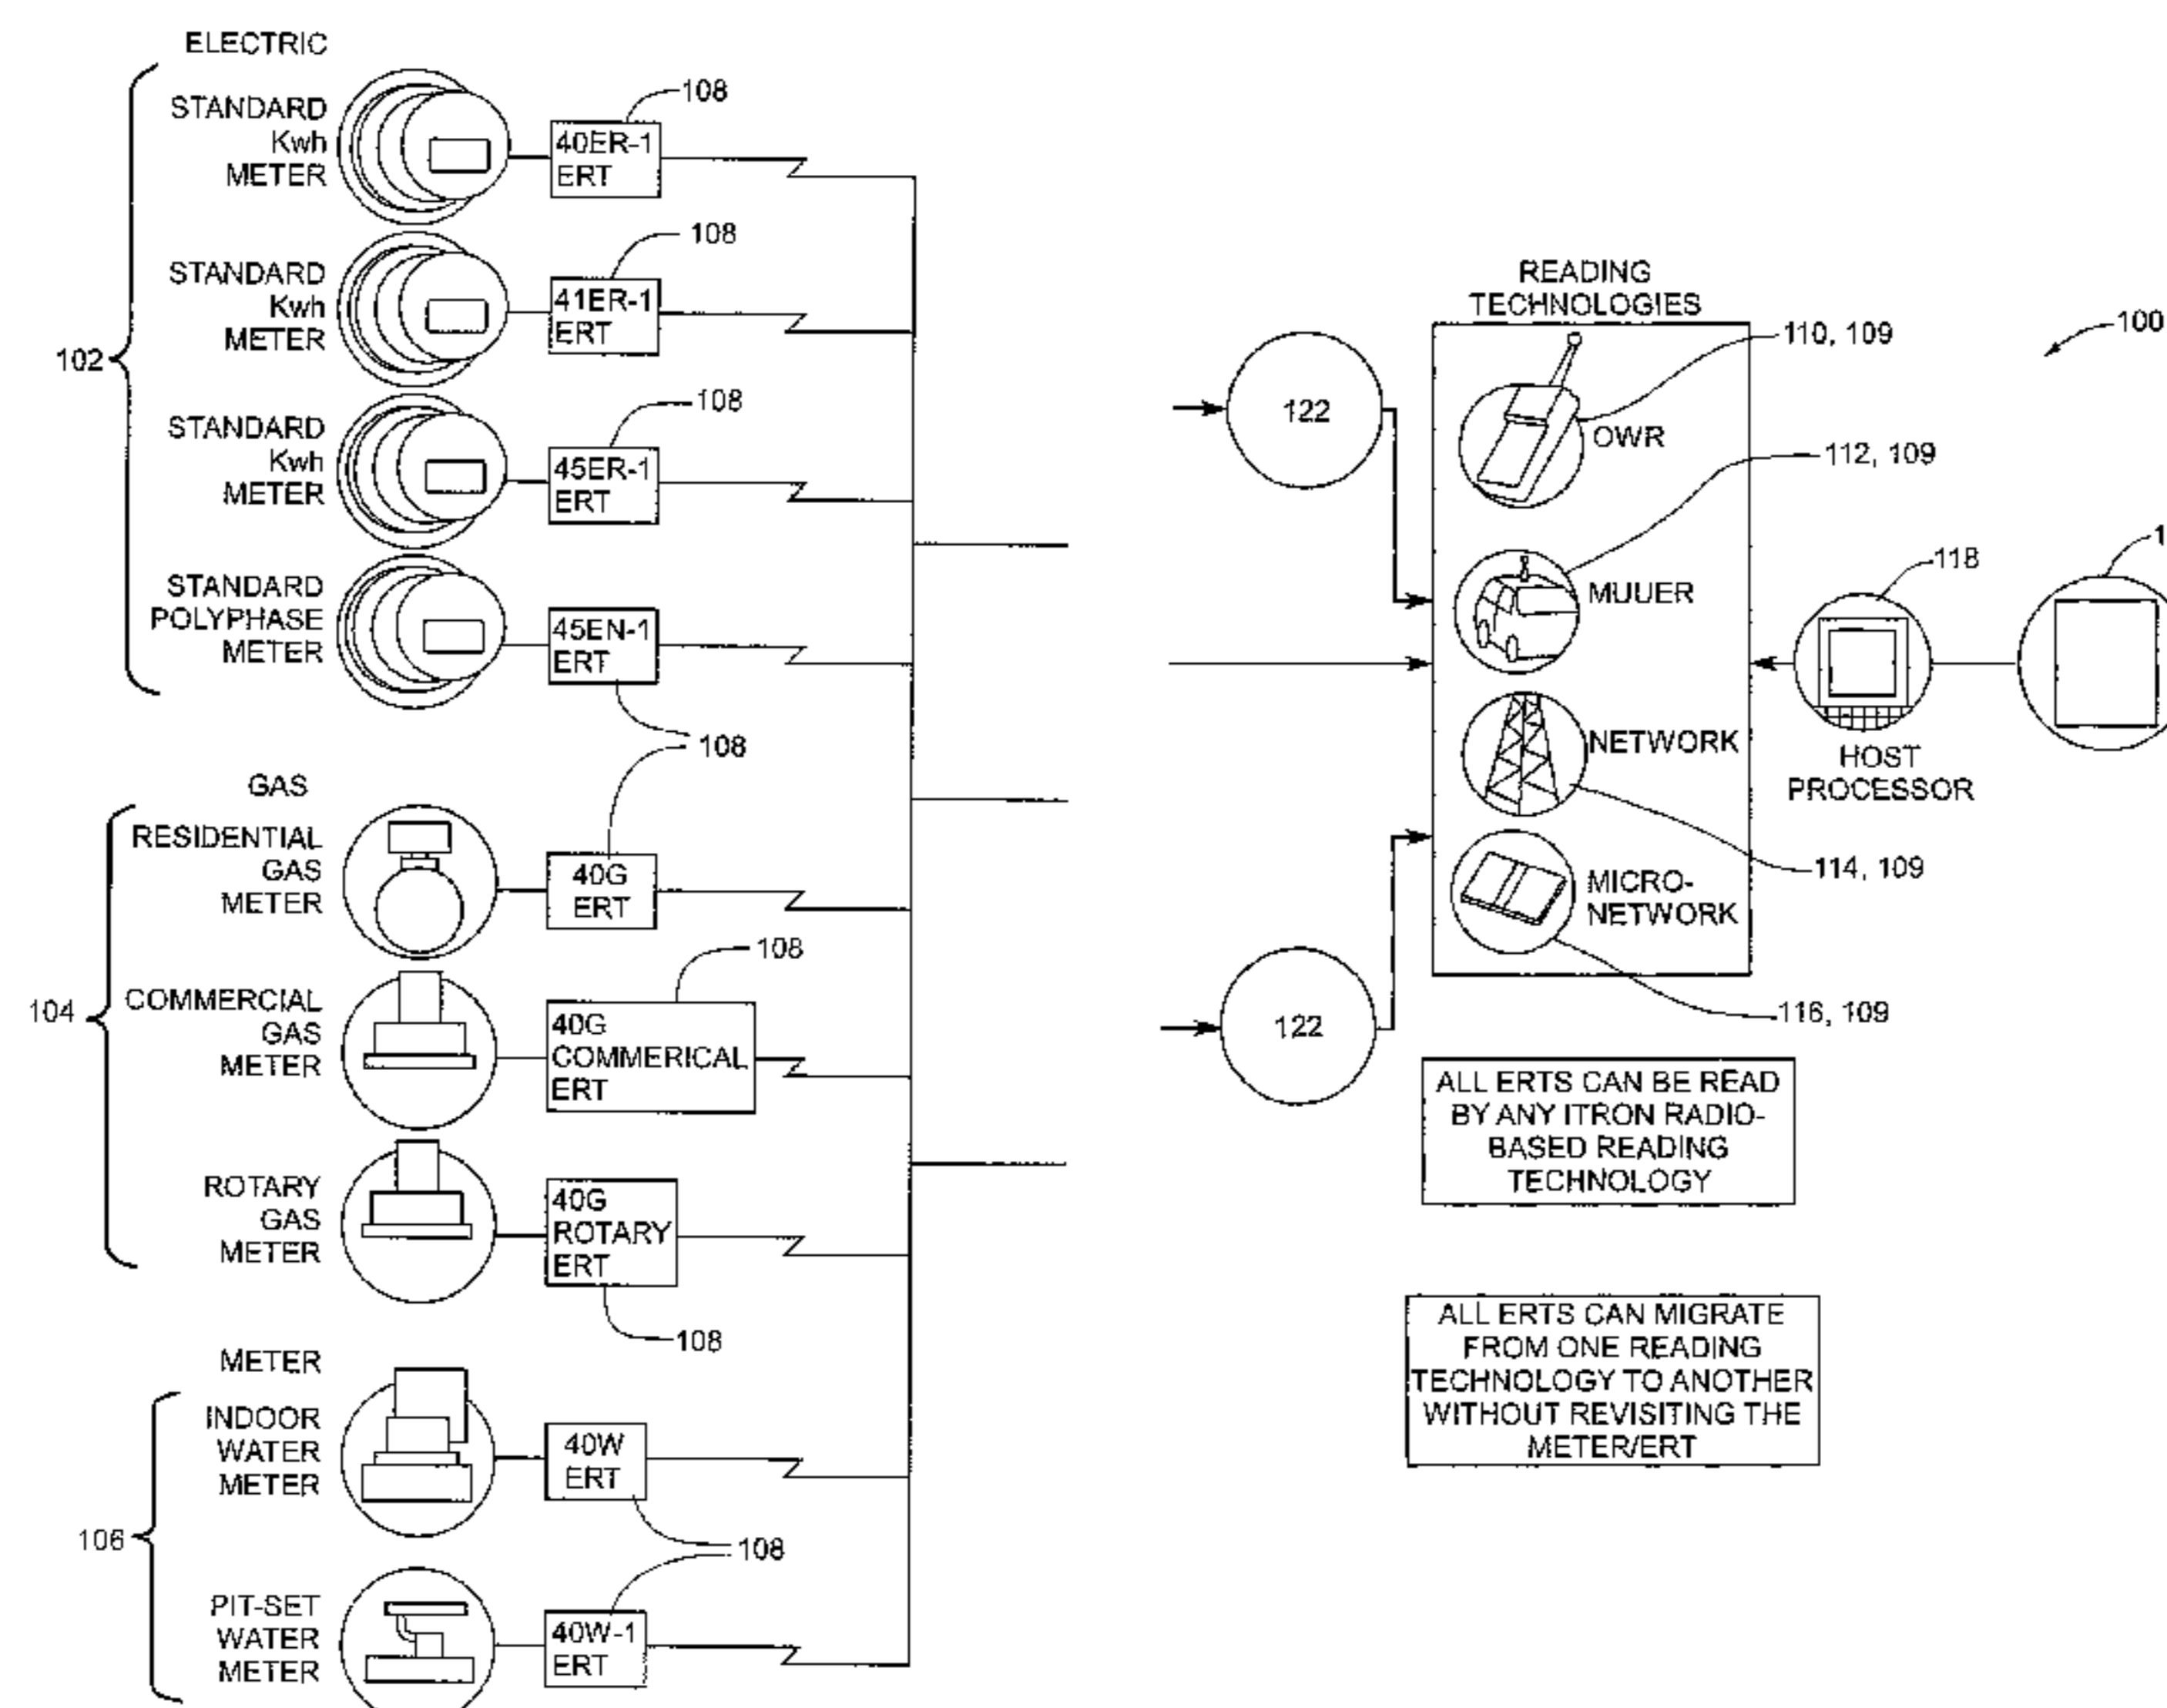 ELECTRIC
STANDARD
Kwh
METER
40ER-1
ERT
108
STANDARD
Kwh
METER
41ER-1
ERT
108
102
STANDARD
Kwh
METER
45ER-1
ERT
108
STANDARD
POLYPHASE
METER
45EN-1
ERT
108
GAS
RESIDENTIAL
GAS
METER
40G
ERT
104
COMMERCIAL
GAS
METER
40G
COMMERICAL
ERT
108
ROTARY
GAS
METER
40G
ROTARY
ERT
108
METER
INDOOR
WATER
METER
40W
ERT
106
108
PIT-SET
WATER
METER
40W-1
ERT
122
122
READING
TECHNOLOGIES
OWR
110, 109
MUUER
112, 109
NETWORK
114, 109
MICRO-
NETWORK
116, 109
100
118
HOST
PROCESSOR
1
ALL ERTS CAN BE READ
BY ANY ITRON RADIO-
BASED READING
TECHNOLOGY
ALL ERTS CAN MIGRATE
FROM ONE READING
TECHNOLOGY TO ANOTHER
WITHOUT REVISITING THE
METER/ERT